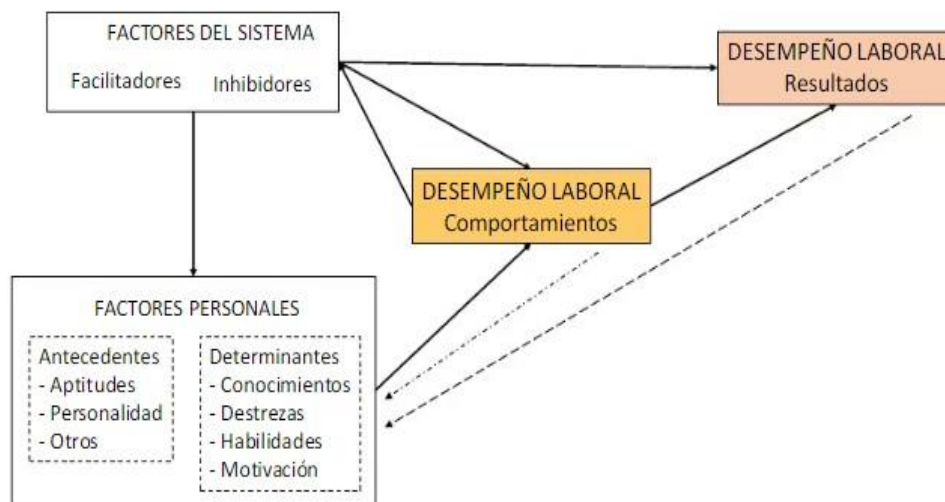 FACTORES DEL SISTEMA
Facilitadores Inhibidores
DESEMPEÑO LABORAL
Resultados
DESEMPEÑO LABORAL
Comportamientos
FACTORES PERSONALES
Antecedentes
- Aptitudes
- Personalidad
- Otros
Determinantes
- Conocimientos
- Destrezas
- Habilidades
- Motivación